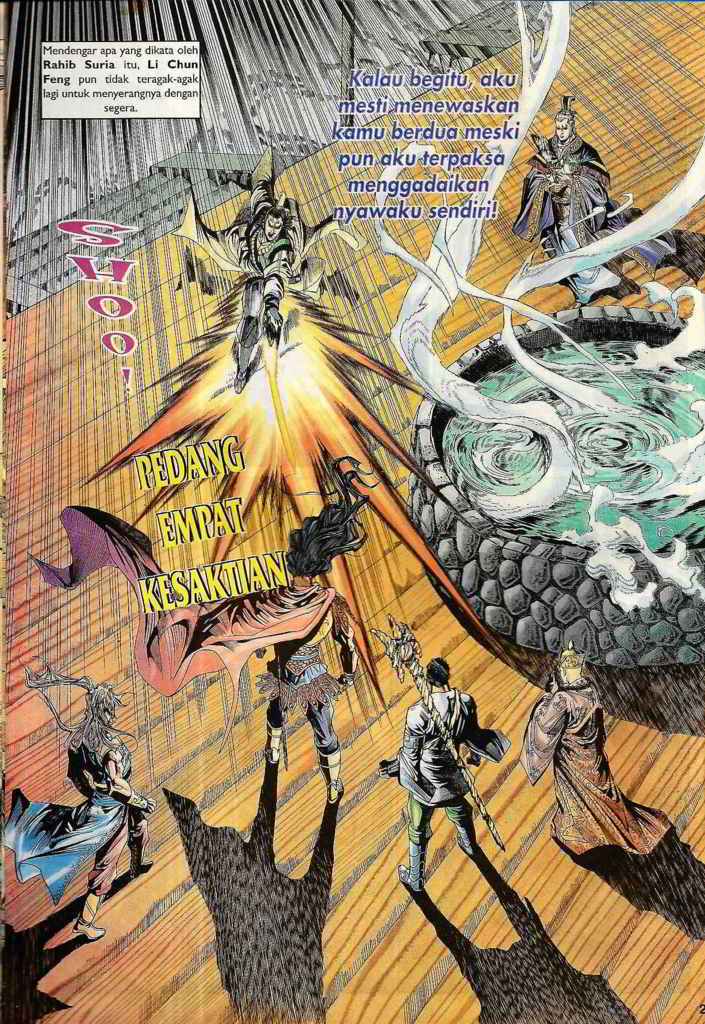 Mendengar apa yang dikata oleh
Rahib Suria itu, Li Chun
Feng pun tidak teragak-agak
lagi untuk menyerangnya dengan
segera.
Kalau begitu, aku
mesti menewaskan
kamu berdua meski
pun aku terpaksa
menggadaikan
nyawaku sendiri!
SHOO!
PEDANG
EMPAT
KESAKTIAN
2